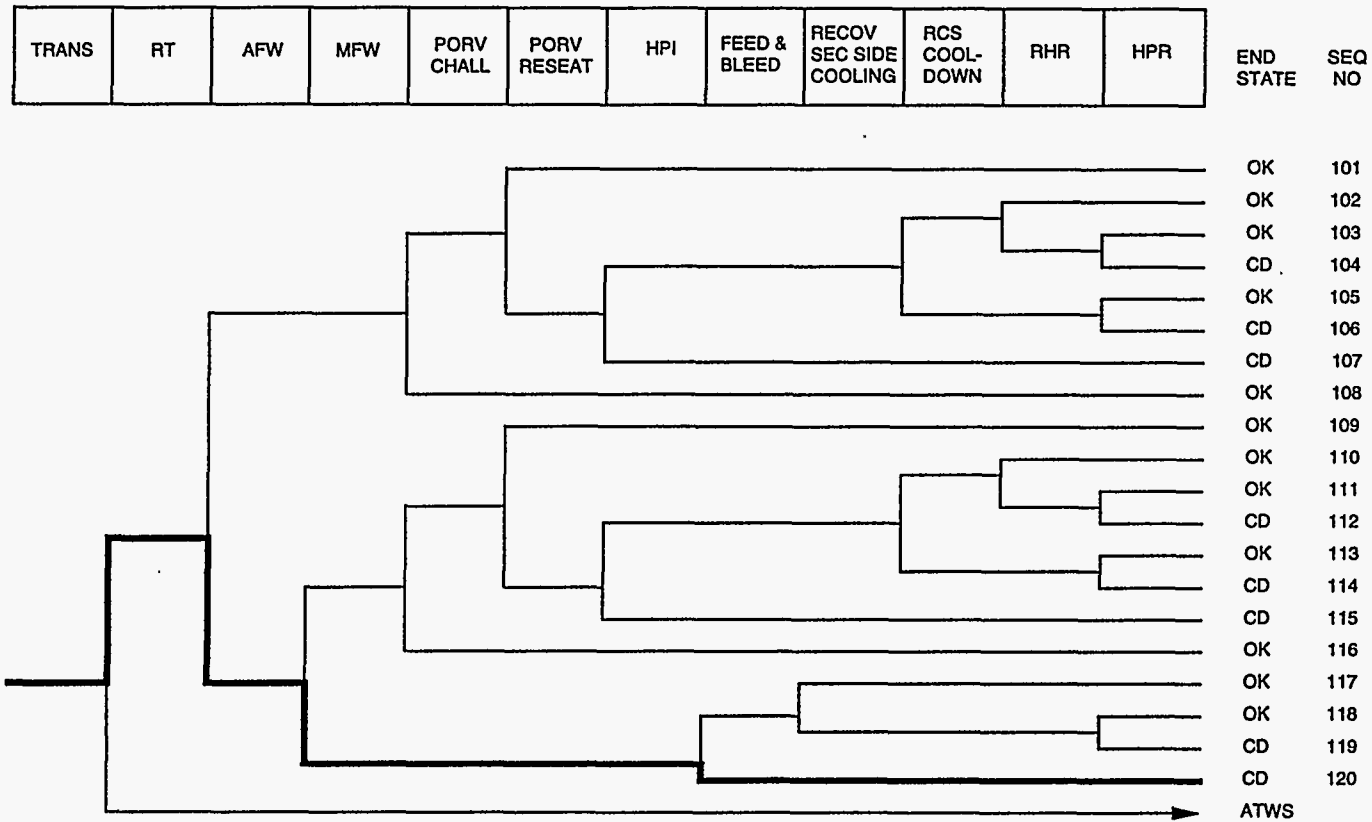 TRANS RT AFW MFW PORV CHALL PORV RESEAT HPI FEED & BLEED RECOV SEC SIDE COOLING RCS COOL-DOWN RHR HPR END STATE SEQ NO
OK 101
OK 102
OK 103
CD 104
OK 105
CD 106
CD 107
OK 108
OK 109
OK 110
OK 111
CD 112
OK 113
CD 114
CD 115
OK 116
OK 117
OK 118
CD 119
CD 120
ATWS